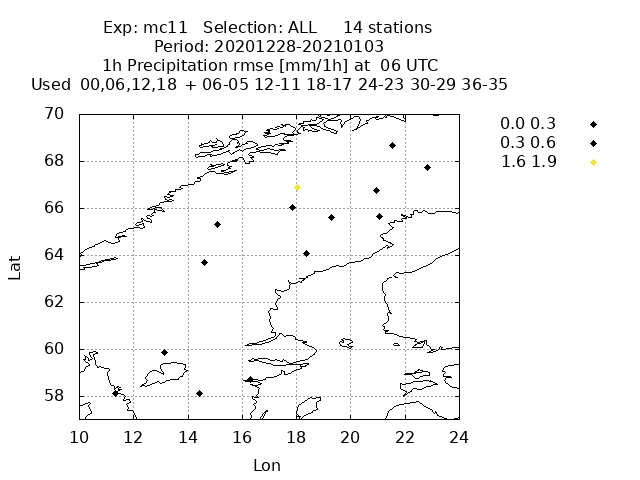 Exp: mc11 Selection: ALL 14 stations
Period: 20201228-20210103
1h Precipitation rmse [mm/1h] at 06 UTC
Used 00,06,12,18 + 06-05 12-11 18-17 24-23 30-29 36-35
0.0 0.3
0.3 0.6
1.6 1.9
70
68
66
64
62
60
58
Lat
10 12 14 16 18 20 22 24
Lon